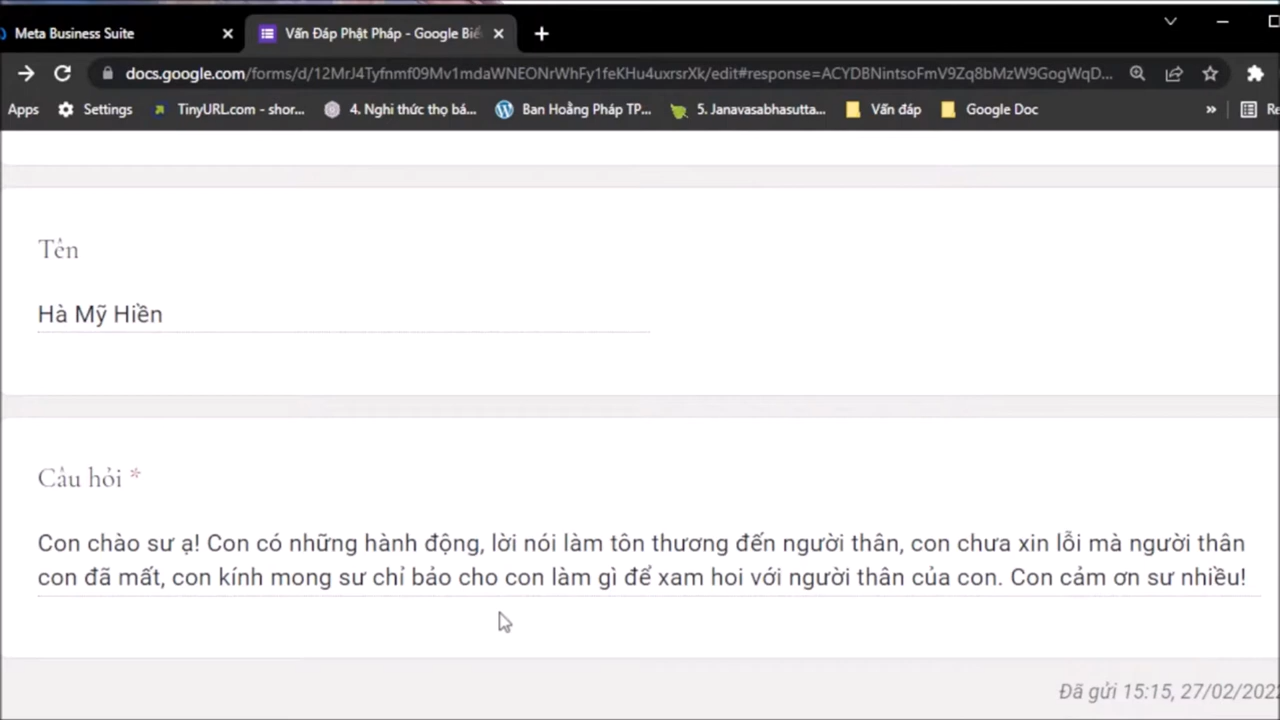 Meta Business Suite
Vấn Đáp Phật Pháp - Google Biể
docs.google.com/forms/d/12MrJ4Tyfnmf09Mv1mdaWNEONrWhFy1feKHu4uxrsrXk/edit#response=ACYDBNintsoFmV9Zq8bMzW9GogWqD...
Apps Settings TinyURL.com - shor... 4. Nghi thức thọ bá... Ban Hoằng Pháp TP... 5. Janavasabhasutta... Vấn đáp Google Doc » Re
Tên
Hà Mỹ Hiền
Câu hỏi *
Con chào sư ạ! Con có những hành động, lời nói làm tôn thương đến người thân, con chưa xin lỗi mà người thân
con đã mất, con kính mong sư chỉ bảo cho con làm gì để xam hoi với người thân của con. Con cảm ơn sư nhiều!
Đã gửi 15:15, 27/02/202